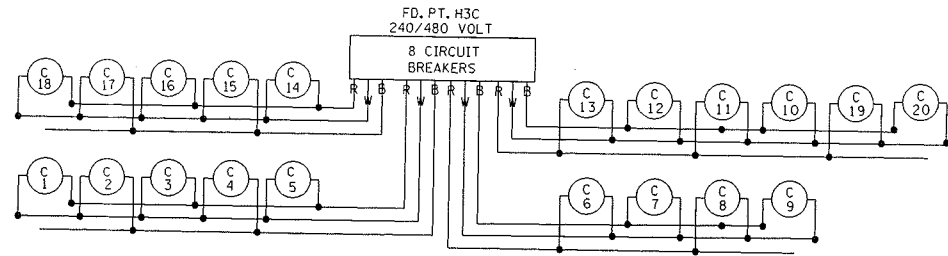 FD. PT. H3C
240/480 VOLT
8 CIRCUIT
BREAKERS
R W B R W B R W B R W B
C 18
C 17
C 16
C 15
C 14
C 13
C 12
C 11
C 10
C 19
C 20
C 1
C 2
C 3
C 4
C 5
C 6
C 7
C 8
C 9